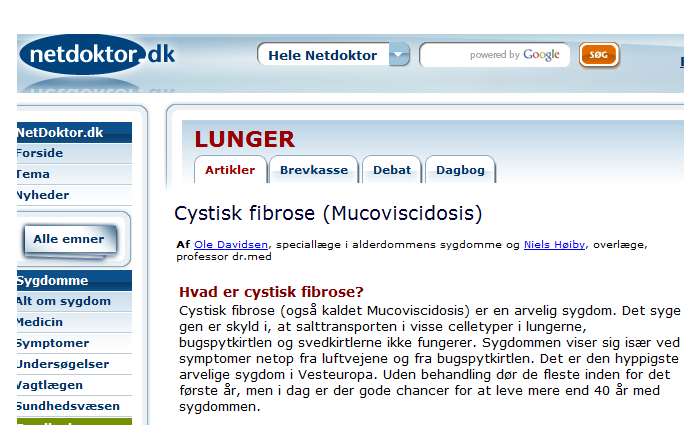 netdoktor.dk
Hele Netdoktor
powered by Google
SØG
NetDoktor.dk
Forside
Tema
Nyheder
Alle emner
Sygdomme
Alt om sygdom
Medicin
Symptomer
Undersøgelser
Vagtlægen
Sundhedsvæsen
LUNGER
Artikler
Brevkasse
Debat
Dagbog
Cystisk fibrose (Mucoviscidosis)
Af Ole Davidsen, speciallæge i alderdommens sygdomme og Niels Høiby, overlæge,
professor dr.med
Hvad er cystisk fibrose?
Cystisk fibrose (også kaldet Mucoviscidosis) er en arvelig sygdom. Det syge
gen er skyld i, at salttransporten i visse celletyper i lungerne,
bugspytkirtlen og svedkirtlerne ikke fungerer. Sygdommen viser sig især ved
symptomer netop fra luftvejene og fra bugspytkirtlen. Det er den hyppigste
arvelige sygdom i Vesteuropa. Uden behandling dør de fleste inden for det
første år, men i dag er der gode chancer for at leve mere end 40 år med
sygdommen.